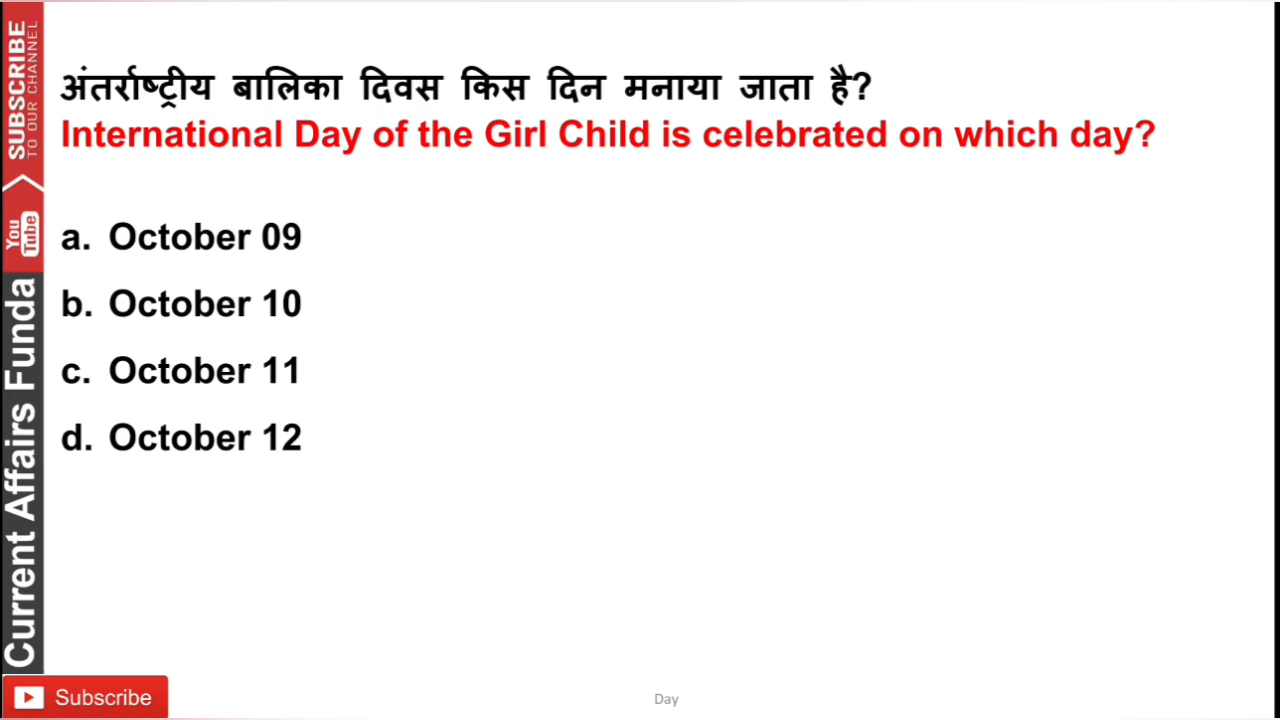 अंतर्राष्ट्रीय बालिका दिवस किस दिन मनाया जाता है?
International Day of the Girl Child is celebrated on which day?
a. October 09
b. October 10
c. October 11
d. October 12
SUBSCRIBE
TO OUR CHANNEL
You
Tube
Current Affairs Funda
Subscribe
Day